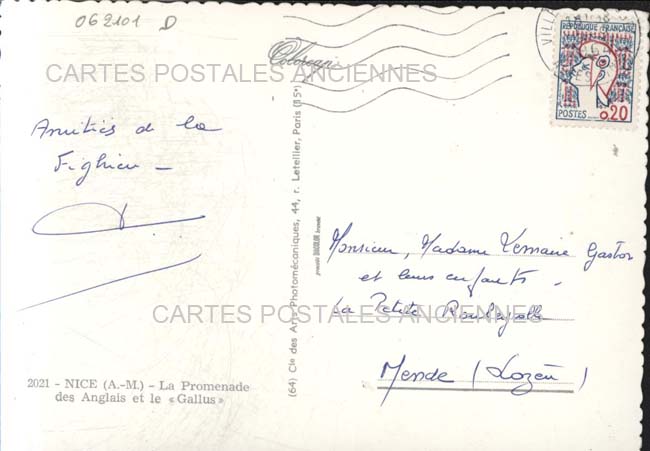 062101 D
Colorean
CARTES POSTALES ANCIENNES
VILLE
RÉPUBLIQUE FRANÇAISE
POSTES
0,20
Amitiés de la
Fighiera
(64) Cie des Arts Photomécaniques, 44, r. Letellier, Paris (15e)
Monsieur, Madame Lemaire Gaston
et leurs enfants.
La Petite
CARTES POSTALES ANCIENNES
Mende (Lozère)
2021 - NICE (A.-M.) - La Promenade
des Anglais et le « Gallus »